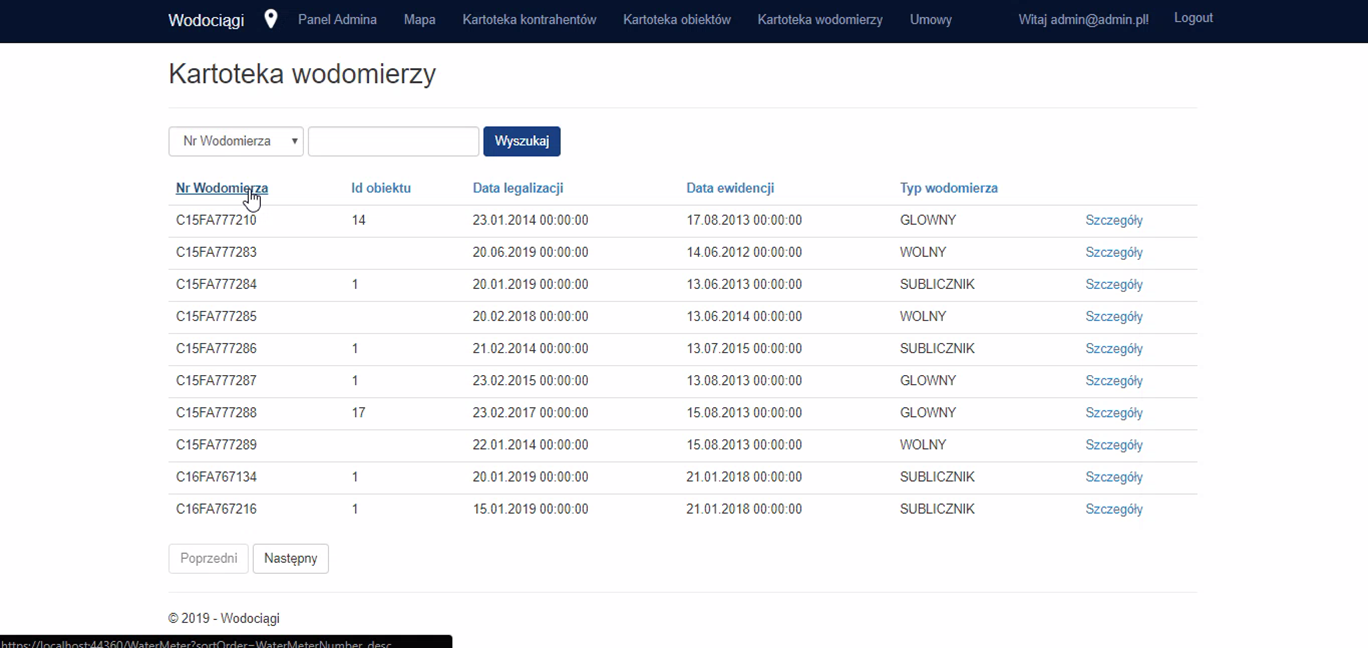 Wodociągi Panel Admina Mapa Kartoteka kontrahentów Kartoteka obiektów Kartoteka wodomierzy Umowy Witaj admin@admin.pl! Logout
Kartoteka wodomierzy
Nr Wodomierza Wyszukaj
Nr Wodomierza Id obiektu Data legalizacji Data ewidencji Typ wodomierza
C15FA777210 14 23.01.2014 00:00:00 17.08.2013 00:00:00 GLOWNY Szczegóły
C15FA777283 20.06.2019 00:00:00 14.06.2012 00:00:00 WOLNY Szczegóły
C15FA777284 1 20.01.2019 00:00:00 13.06.2013 00:00:00 SUBLICZNIK Szczegóły
C15FA777285 20.02.2018 00:00:00 13.06.2014 00:00:00 WOLNY Szczegóły
C15FA777286 1 21.02.2014 00:00:00 13.07.2015 00:00:00 SUBLICZNIK Szczegóły
C15FA777287 1 23.02.2015 00:00:00 13.08.2013 00:00:00 GLOWNY Szczegóły
C15FA777288 17 23.02.2017 00:00:00 15.08.2013 00:00:00 GLOWNY Szczegóły
C15FA777289 22.01.2014 00:00:00 15.08.2013 00:00:00 WOLNY Szczegóły
C16FA767134 1 20.01.2019 00:00:00 21.01.2018 00:00:00 SUBLICZNIK Szczegóły
C16FA767216 1 15.01.2019 00:00:00 21.01.2018 00:00:00 SUBLICZNIK Szczegóły
Poprzedni Następny
© 2019 - Wodociągi
https://localhost:44360/WaterMeter?sortOrder=WaterMeterNumber_desc